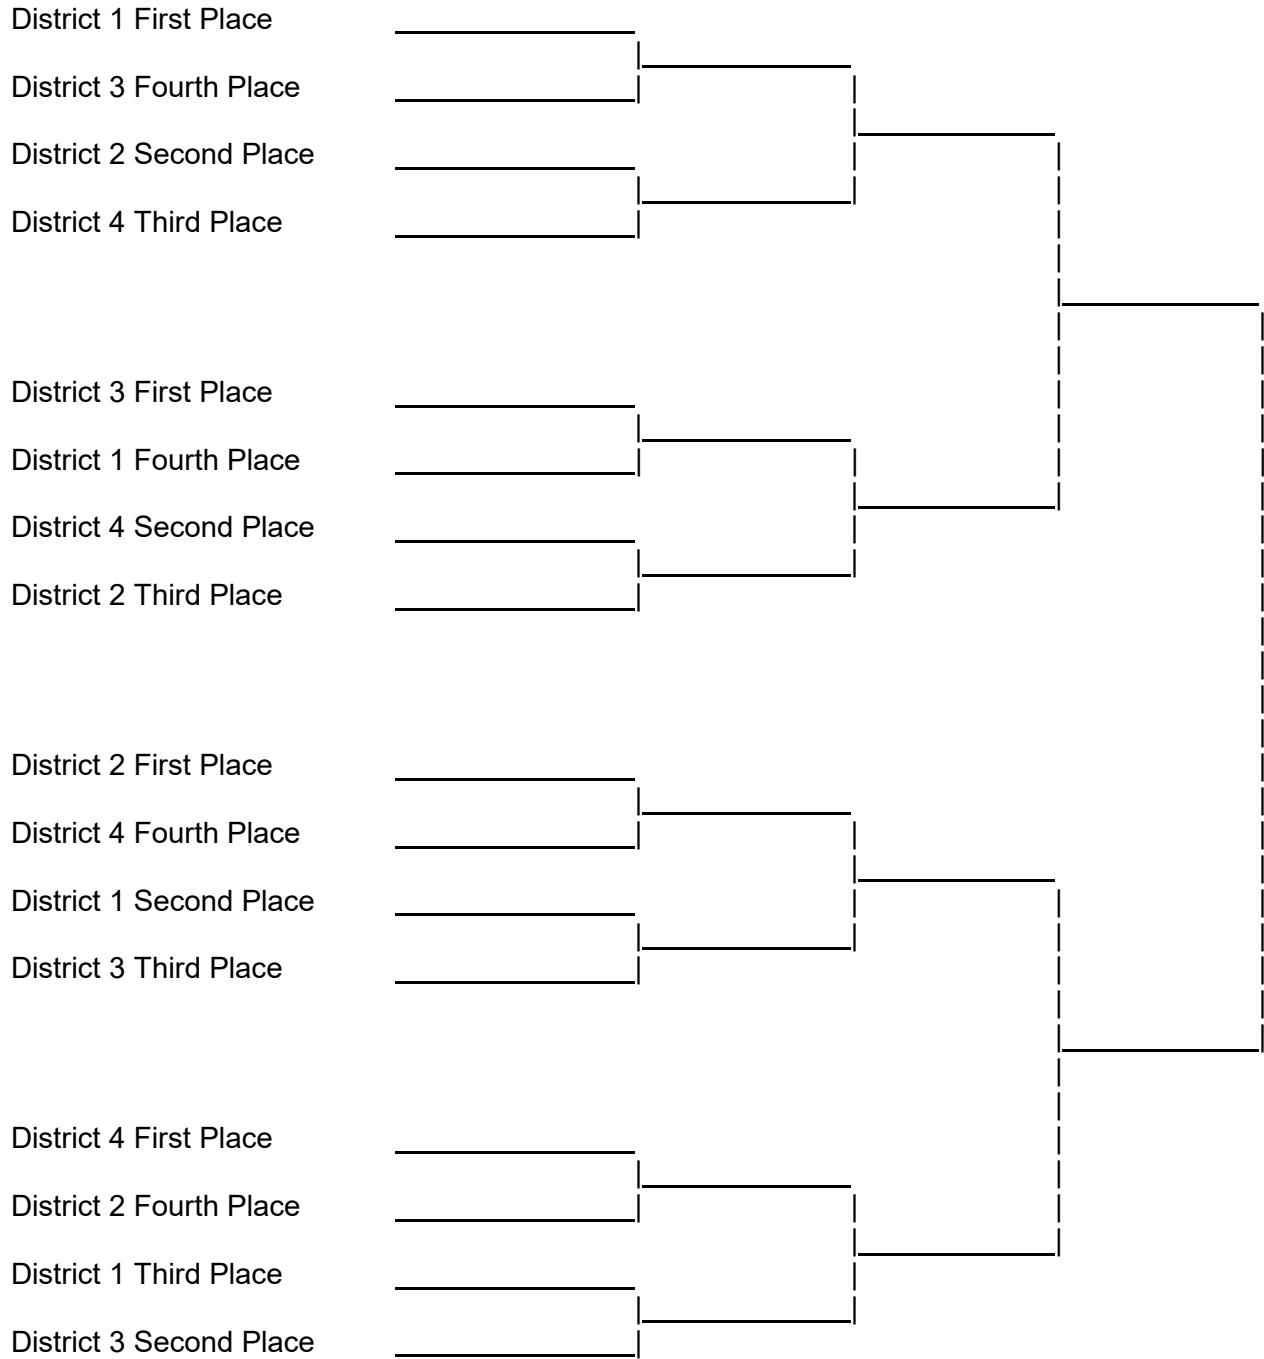 District 1 First Place
District 3 Fourth Place
District 2 Second Place
District 4 Third Place
District 3 First Place
District 1 Fourth Place
District 4 Second Place
District 2 Third Place
District 2 First Place
District 4 Fourth Place
District 1 Second Place
District 3 Third Place
District 4 First Place
District 2 Fourth Place
District 1 Third Place
District 3 Second Place